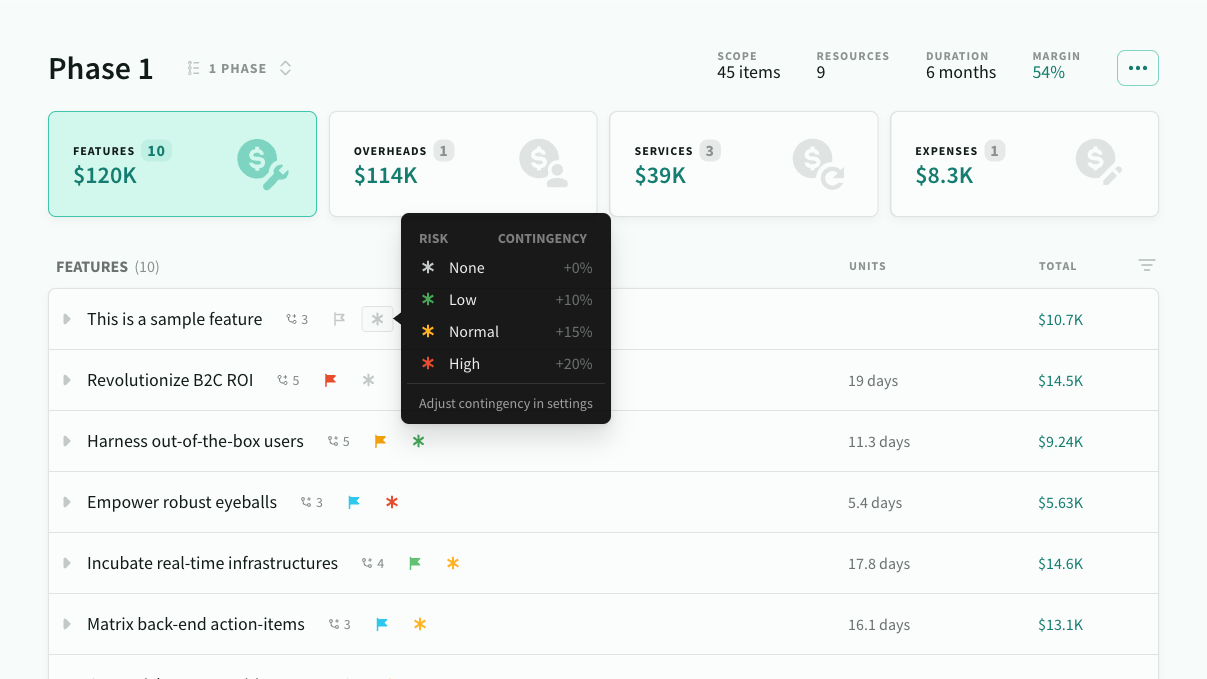 Phase 1
1 PHASE
SCOPE
45 items
RESOURCES
9
DURATION
6 months
MARGIN
54%
FEATURES 10
$120K
OVERHEADS 1
$114K
SERVICES 3
$39K
EXPENSES 1
$8.3K
RISK CONTINGENCY
None +0%
Low +10%
Normal +15%
High +20%
Adjust contingency in settings
FEATURES (10) UNITS TOTAL
This is a sample feature 3 $10.7K
Revolutionize B2C ROI 5 19 days $14.5K
Harness out-of-the-box users 5 11.3 days $9.24K
Empower robust eyeballs 3 5.4 days $5.63K
Incubate real-time infrastructures 4 17.8 days $14.6K
Matrix back-end action-items 3 16.1 days $13.1K